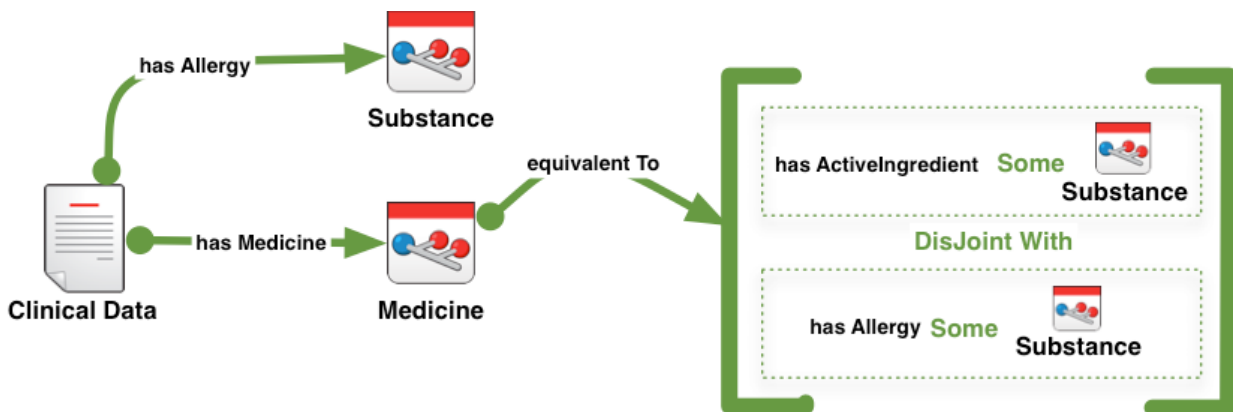 has Allergy
Substance
equivalent To
has Medicine
Clinical Data
Medicine
has ActiveIngredient Some
Substance
DisJoint With
has Allergy Some
Substance